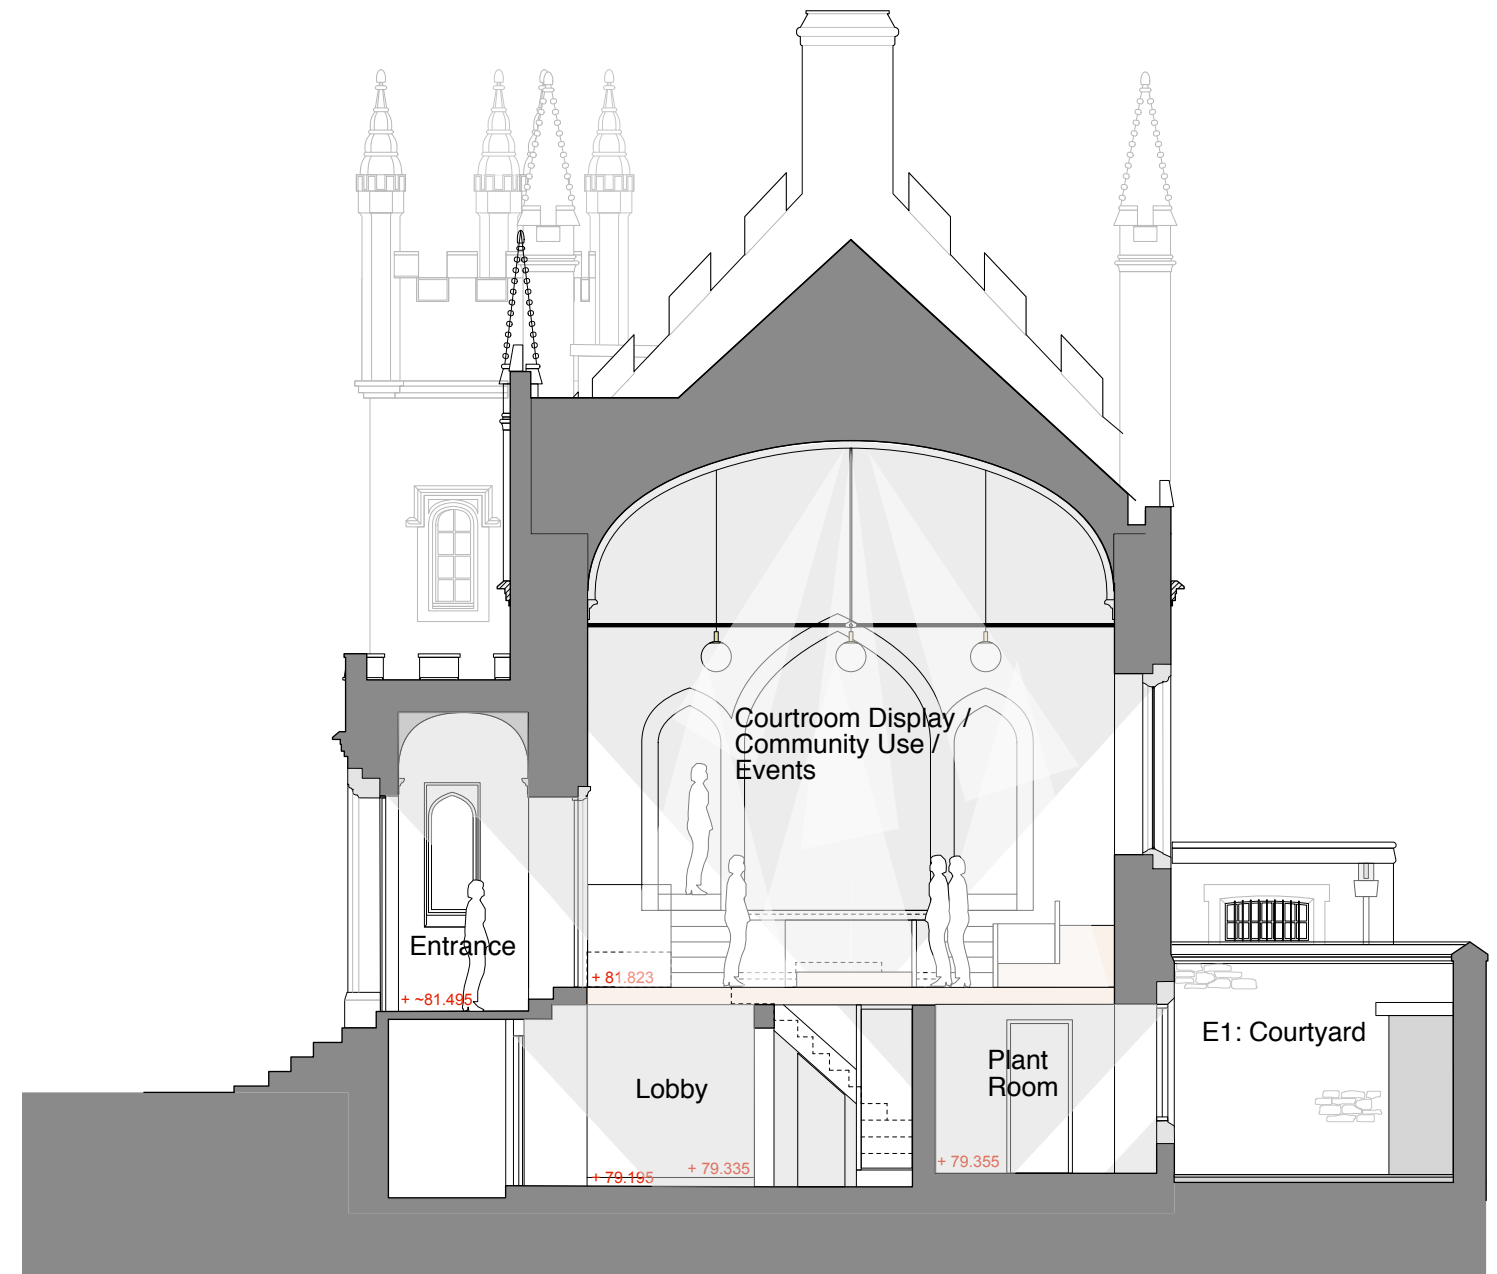 Courtroom Display /
Community Use /
Events
Entrance
+ 81.823
+ ~81.495
E1: Courtyard
Plant
Room
Lobby
+ 79.355
+ 79.335
+ 79.195